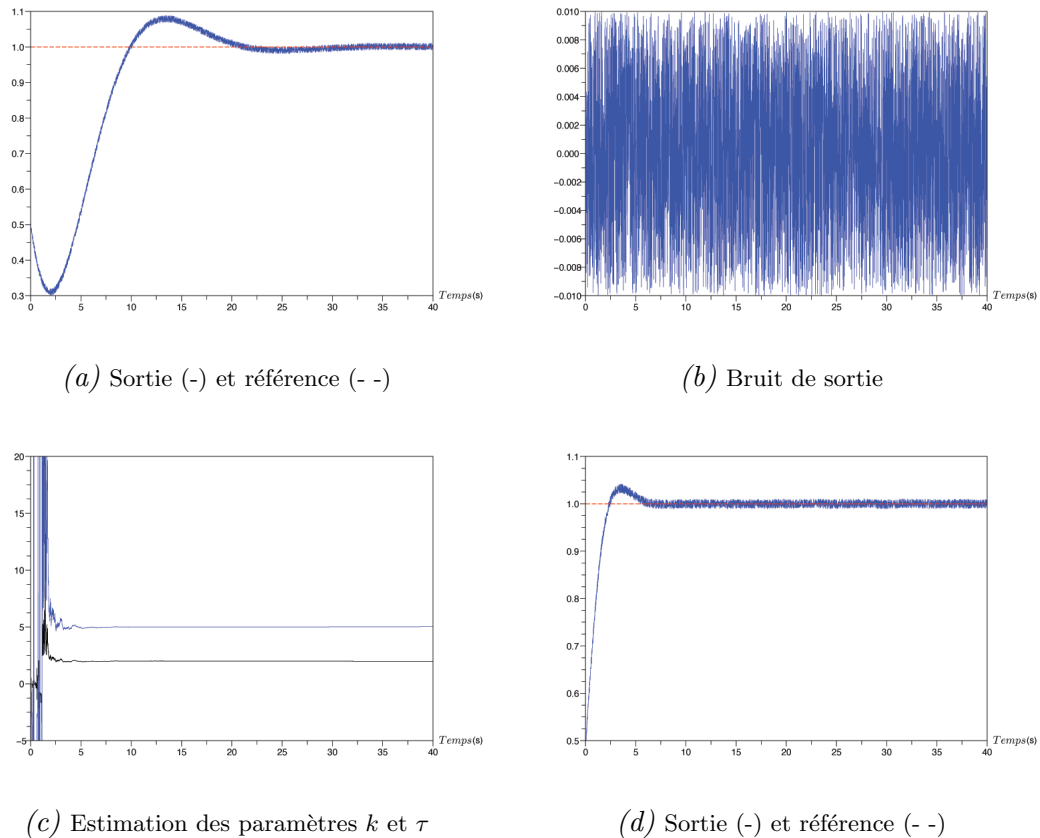 1.1
1.0
0.9
0.8
0.7
0.6
0.5
0.4
0.3
0 5 10 15 20 25 30 35 40
Temps(s)
(a) Sortie (-) et référence (- -)
0.010
0.008
0.006
0.004
0.002
0.000
−0.002
−0.004
−0.006
−0.008
−0.010
0 5 10 15 20 25 30 35 40
Temps(s)
(b) Bruit de sortie
20
15
10
5
0
−5
0 5 10 15 20 25 30 35 40
Temps(s)
(c) Estimation des paramètres k et τ
1.1
1.0
0.9
0.8
0.7
0.6
0.5
0 5 10 15 20 25 30 35 40
Temps(s)
(d) Sortie (-) et référence (- -)